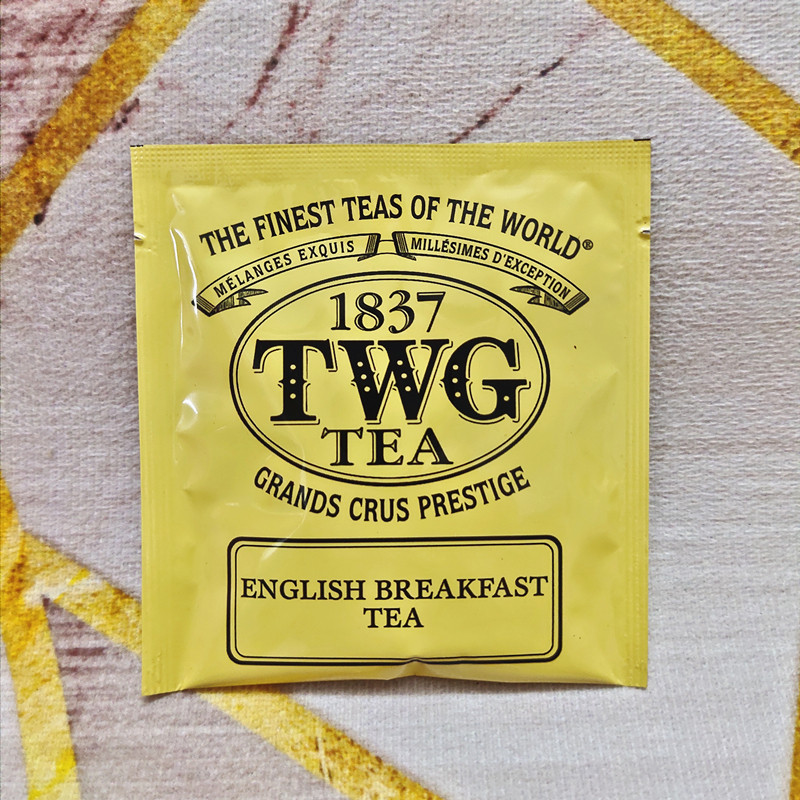 THE FINEST TEAS OF THE WORLD®
MÉLANGES EXQUIS MILLÉSIMES D'EXCEPTION
1837
TWG
TEA
GRANDS CRUS PRESTIGE
ENGLISH BREAKFAST
TEA